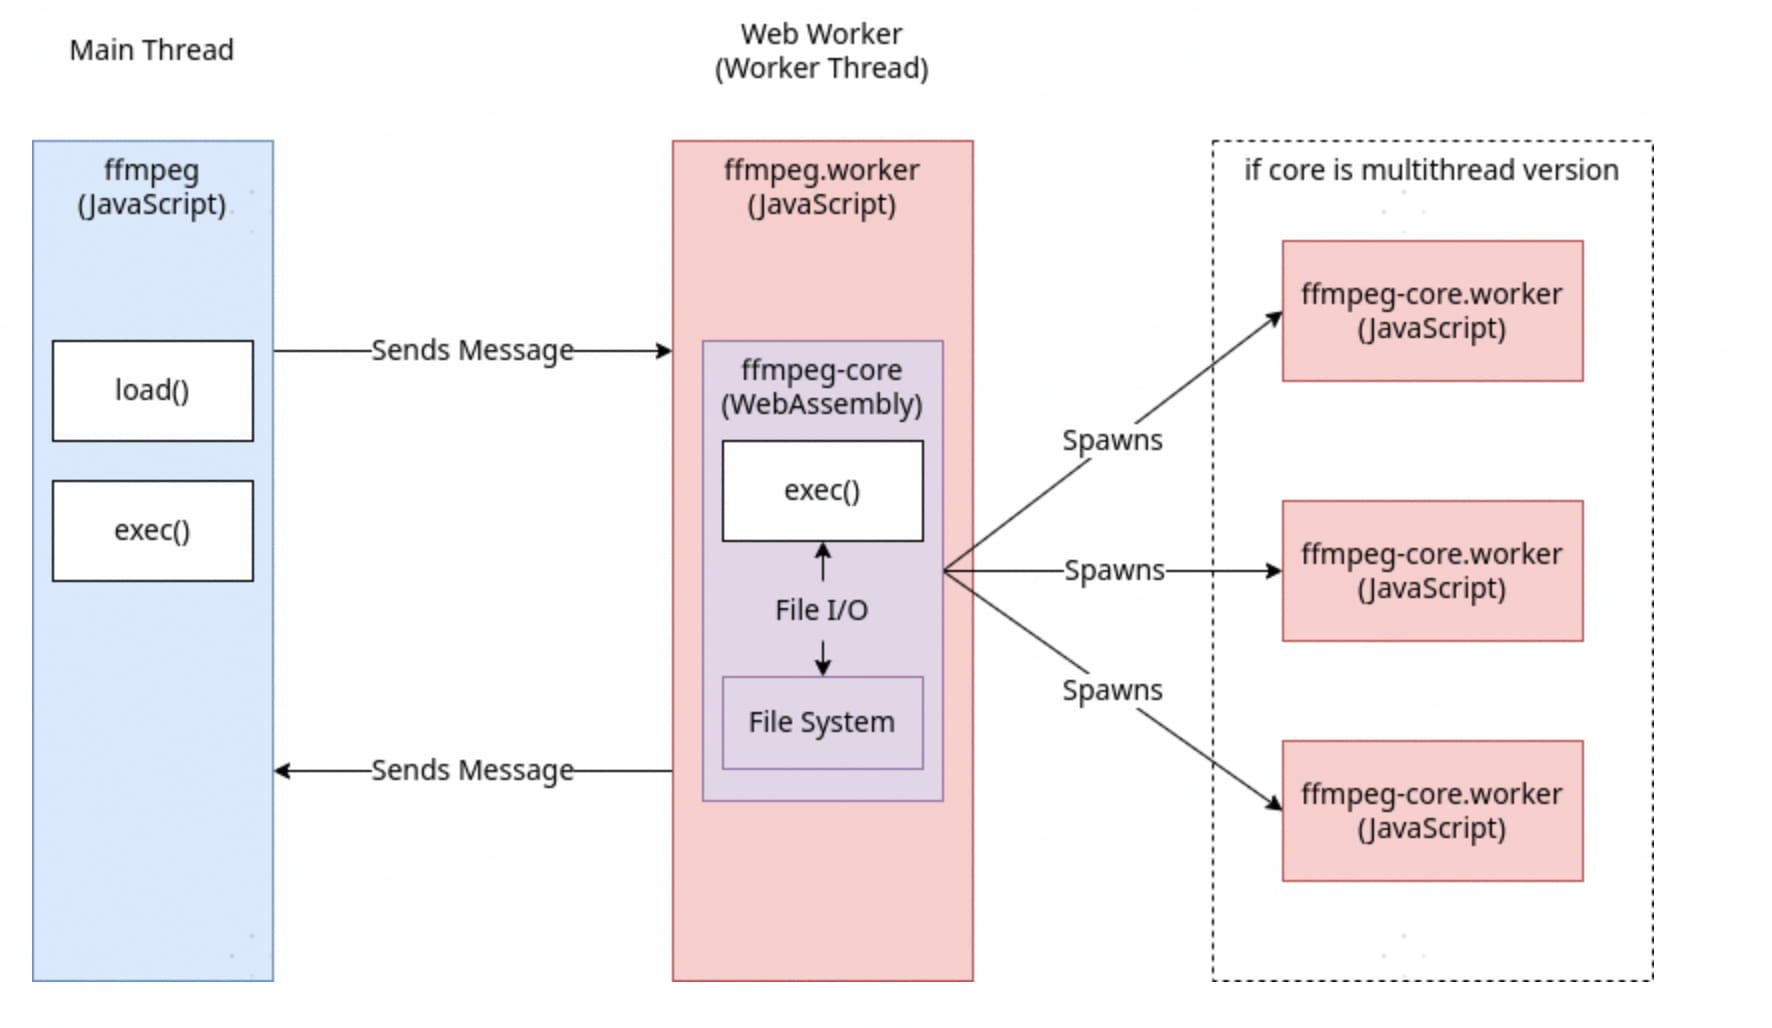 Main Thread
Web Worker
(Worker Thread)
ffmpeg
(JavaScript)
load()
exec()
Sends Message
Sends Message
ffmpeg.worker
(JavaScript)
ffmpeg-core
(WebAssembly)
exec()
File I/O
File System
Spawns
Spawns
Spawns
if core is multithread version
ffmpeg-core.worker
(JavaScript)
ffmpeg-core.worker
(JavaScript)
ffmpeg-core.worker
(JavaScript)